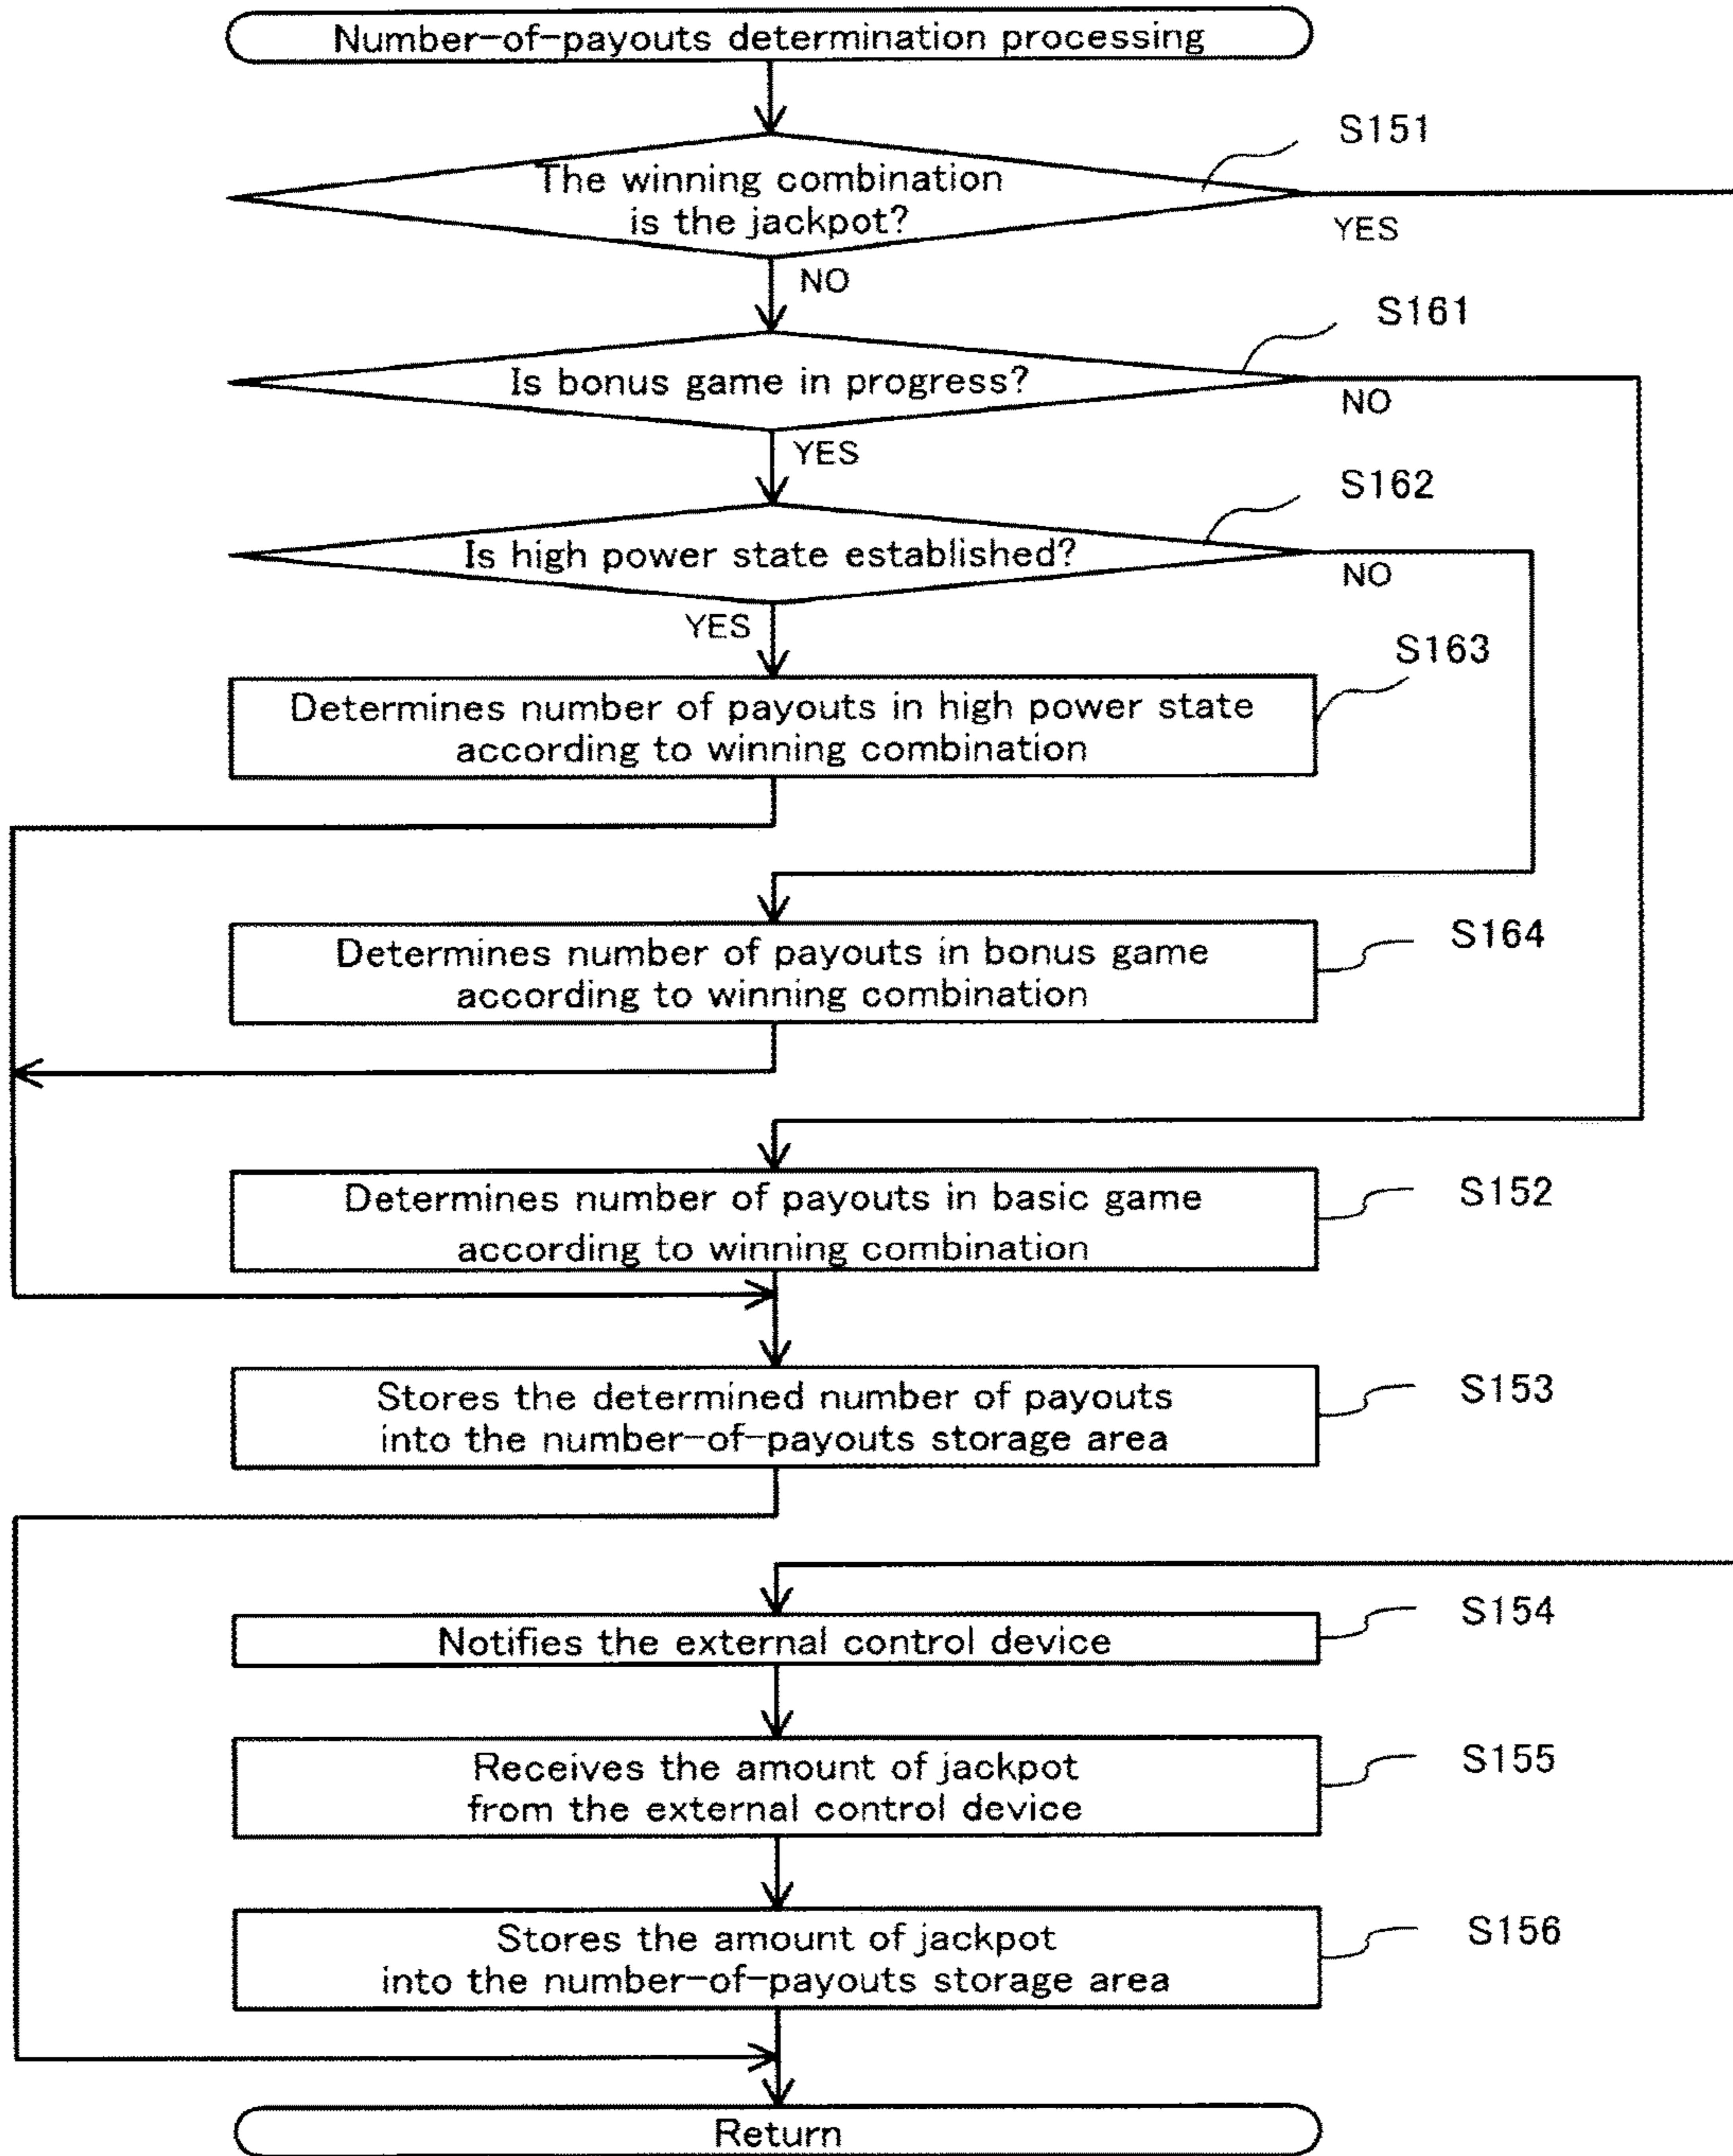 Number-of-payouts determination processing
S151
The winning combination
is the jackpot?
YES
NO
S161
Is bonus game in progress?
NO
YES
S162
Is high power state established?
NO
YES
S163
Determines number of payouts in high power state
according to winning combination
S164
Determines number of payouts in bonus game
according to winning combination
S152
Determines number of payouts in basic game
according to winning combination
S153
Stores the determined number of payouts
into the number-of-payouts storage area
S154
Notifies the external control device
S155
Receives the amount of jackpot
from the external control device
S156
Stores the amount of jackpot
into the number-of-payouts storage area
Return